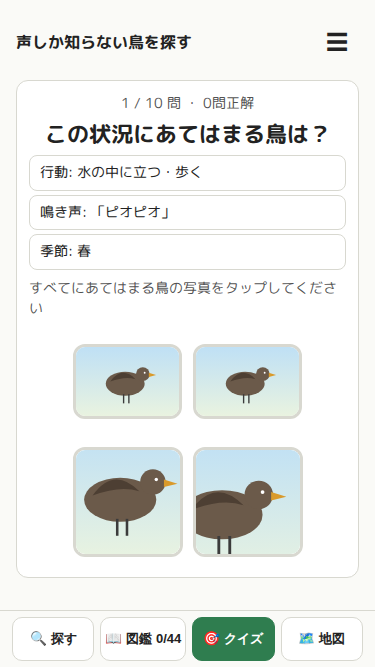 声しか知らない鳥を探す
1 / 10 問 ・ 0問正解
この状況にあてはまる鳥は？
行動: 水の中に立つ・歩く
鳴き声: 「ピオピオ」
季節: 春
すべてにあてはまる鳥の写真をタップしてくださ
い
探す
図鑑 0/44
クイズ
地図